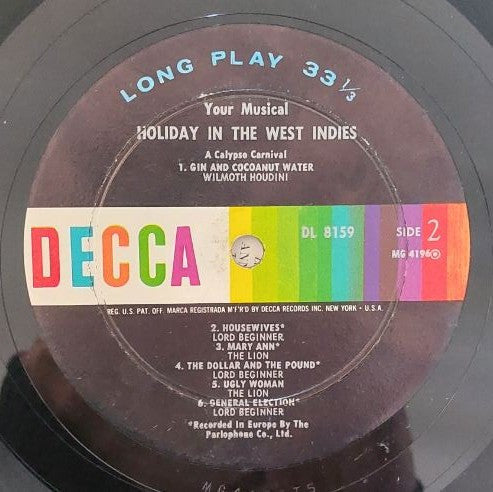 LONG PLAY 33 1/3
Your Musical
HOLIDAY IN THE WEST INDIES
A Calypso Carnival
1. GIN AND COCOANUT WATER
WILMOTH HOUDINI
DECCA
DL 8159
SIDE 2
MG 4196
REG. U.S. PAT. OFF. MARCA REGISTRADA M'F'R'D BY DECCA RECORDS INC. NEW YORK • U.S.A.
2. HOUSEWIVES*
LORD BEGINNER
3. MARY ANN*
THE LION
4. THE DOLLAR AND THE POUND*
LORD BEGINNER
5. UGLY WOMAN
THE LION
6. GENERAL ELECTION*
LORD BEGINNER
*Recorded In Europe By The
Parlophone Co., Ltd.